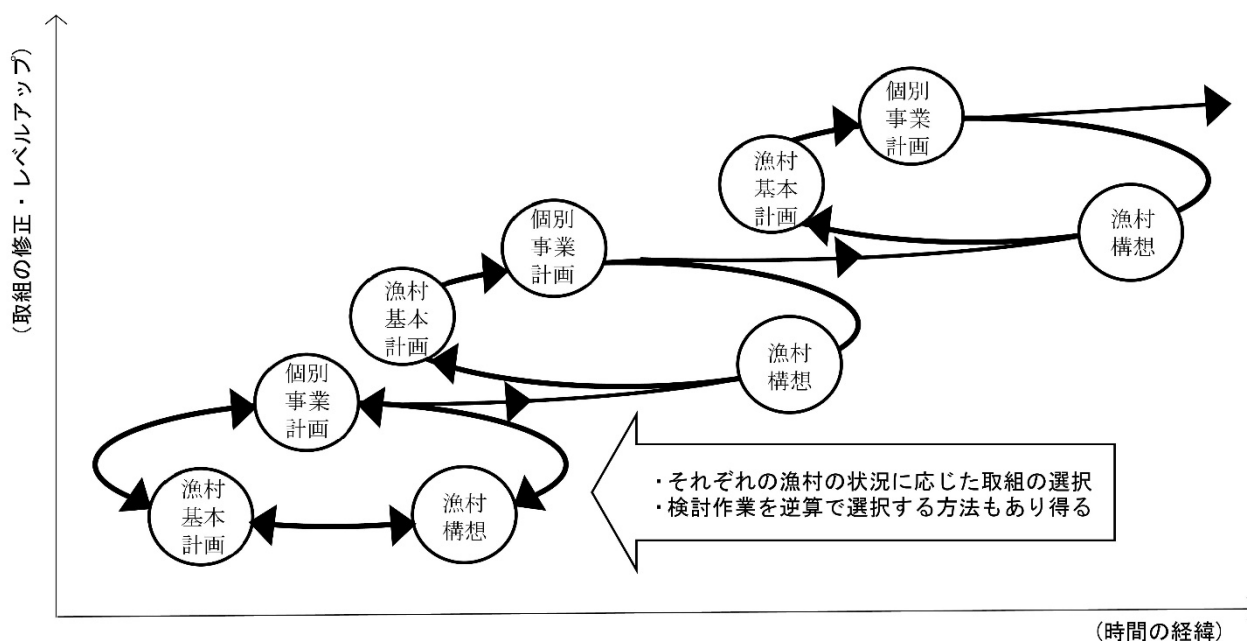 （取組の修正・レベルアップ）
個別
事業
計画
漁村
基本
計画
漁村
構想
個別
事業
計画
漁村
基本
計画
漁村
構想
個別
事業
計画
漁村
基本
計画
漁村
構想
・それぞれの漁村の状況に応じた取組の選択
・検討作業を逆算で選択する方法もあり得る
（時間の経緯）